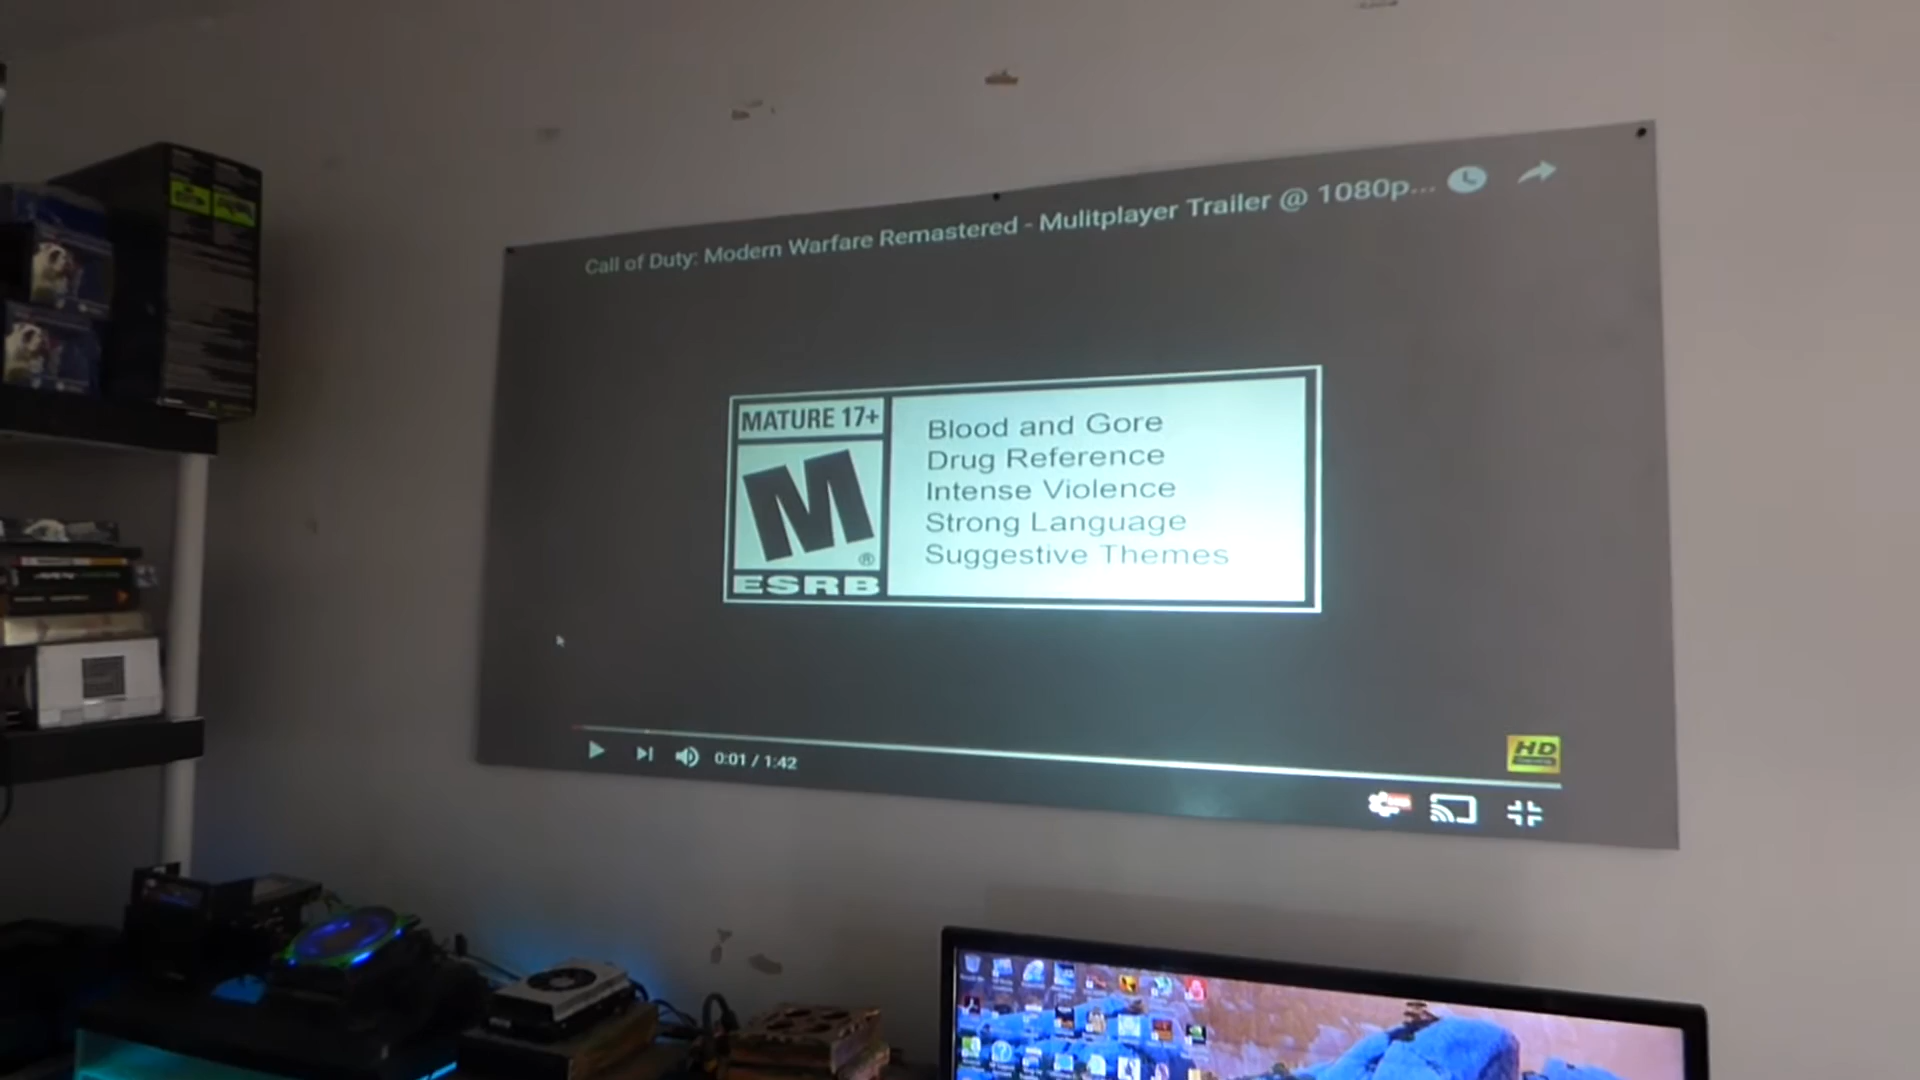 Call of Duty: Modern Warfare Remastered - Mulitplayer Trailer @ 1080p...
MATURE 17+
M
®
ESRB
Blood and Gore
Drug Reference
Intense Violence
Strong Language
Suggestive Themes
0:01 / 1:42
HD